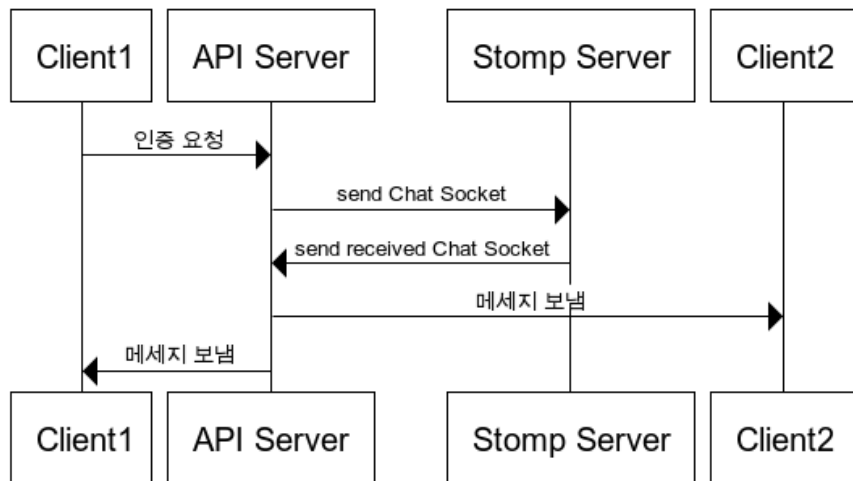 Client1
API Server
Stomp Server
Client2
인증 요청
send Chat Socket
send received Chat Socket
메세지 보냄
메세지 보냄
Client1
API Server
Stomp Server
Client2